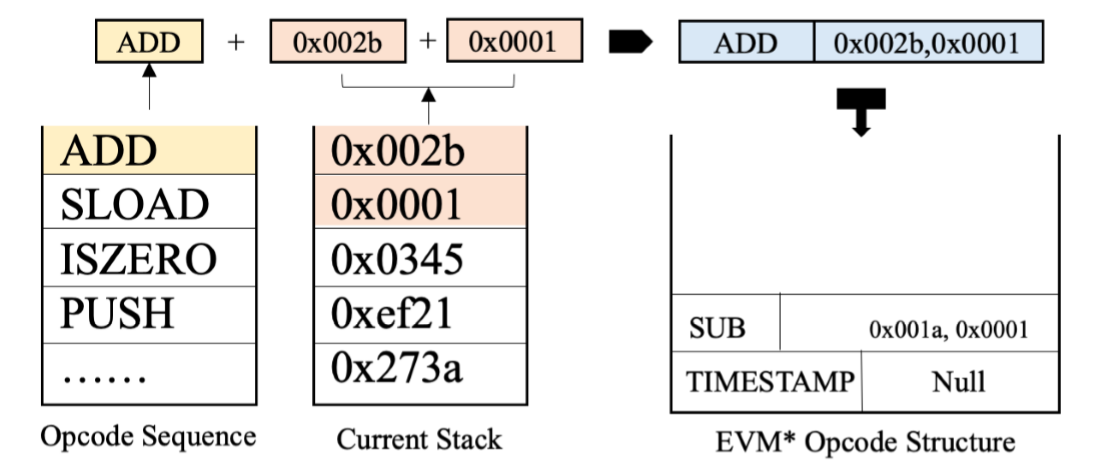 ADD + 0x002b + 0x0001 ADD 0x002b,0x0001
ADD
SLOAD
ISZERO
PUSH
......
Opcode Sequence
0x002b
0x0001
0x0345
0xef21
0x273a
Current Stack
SUB 0x001a, 0x0001
TIMESTAMP Null
EVM* Opcode Structure